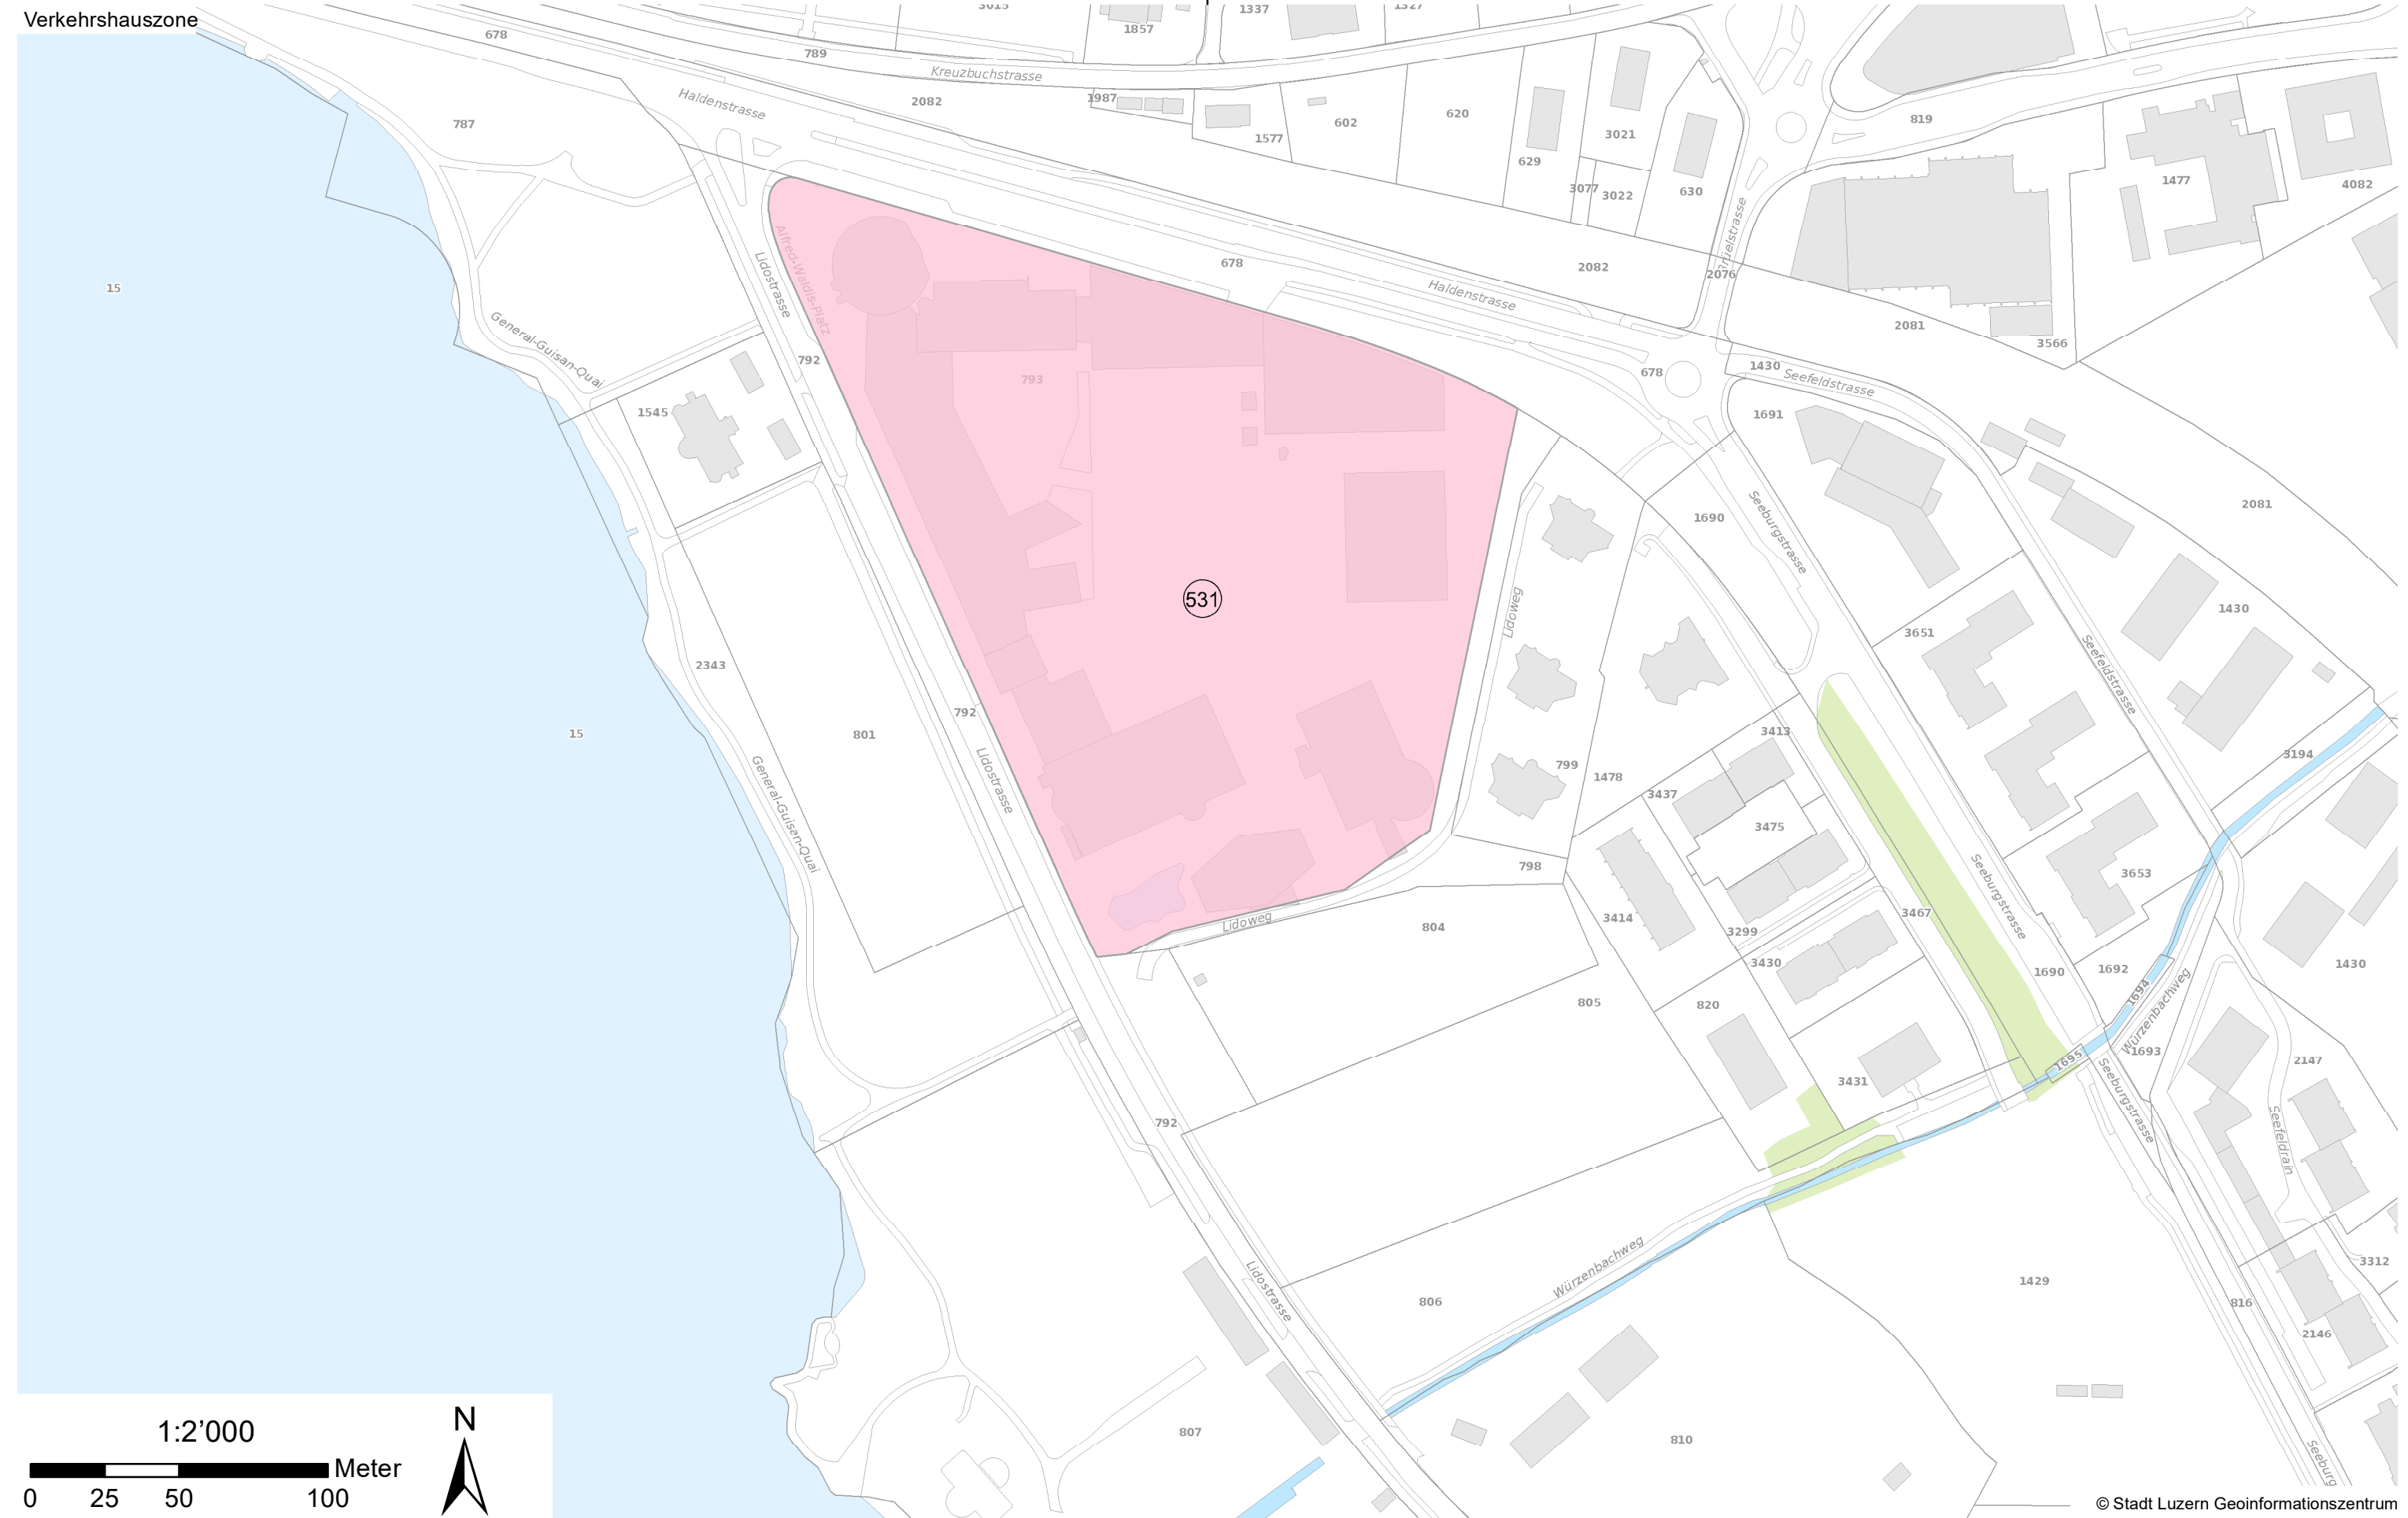 Verkehrshauszone
3015
1337
1327
1857
678
789
Kreuzbuchstrasse
2082
1987
Haldenstrasse
787
1577
602
620
3021
629
3077
3022
630
819
1477
4082
Brüelstrasse
Alfred-Waldis-Platz
Lidostrasse
678
2082
2076
Haldenstrasse
15
General-Guisan-Quai
792
793
2081
3566
678
1430
Seefeldstrasse
1545
1691
1690
Seeburgstrasse
2081
531
Lidoweg
1430
3651
Seefeldstrasse
2343
15
801
792
Lidostrasse
General-Guisan-Quai
799
1478
3413
3437
3475
3194
798
3653
Seeburgstrasse
Lidoweg
804
3414
3299
3467
3430
1690
1692
1694
1430
805
820
Würzenbachweg
1695
1693
2147
3431
Seeburgstrasse
792
Seefeldrain
Würzenbachweg
Lidostrasse
806
1429
3312
816
2146
807
810
Seeburg
1:2’000
N
Meter
0 25 50 100
© Stadt Luzern Geoinformationszentrum